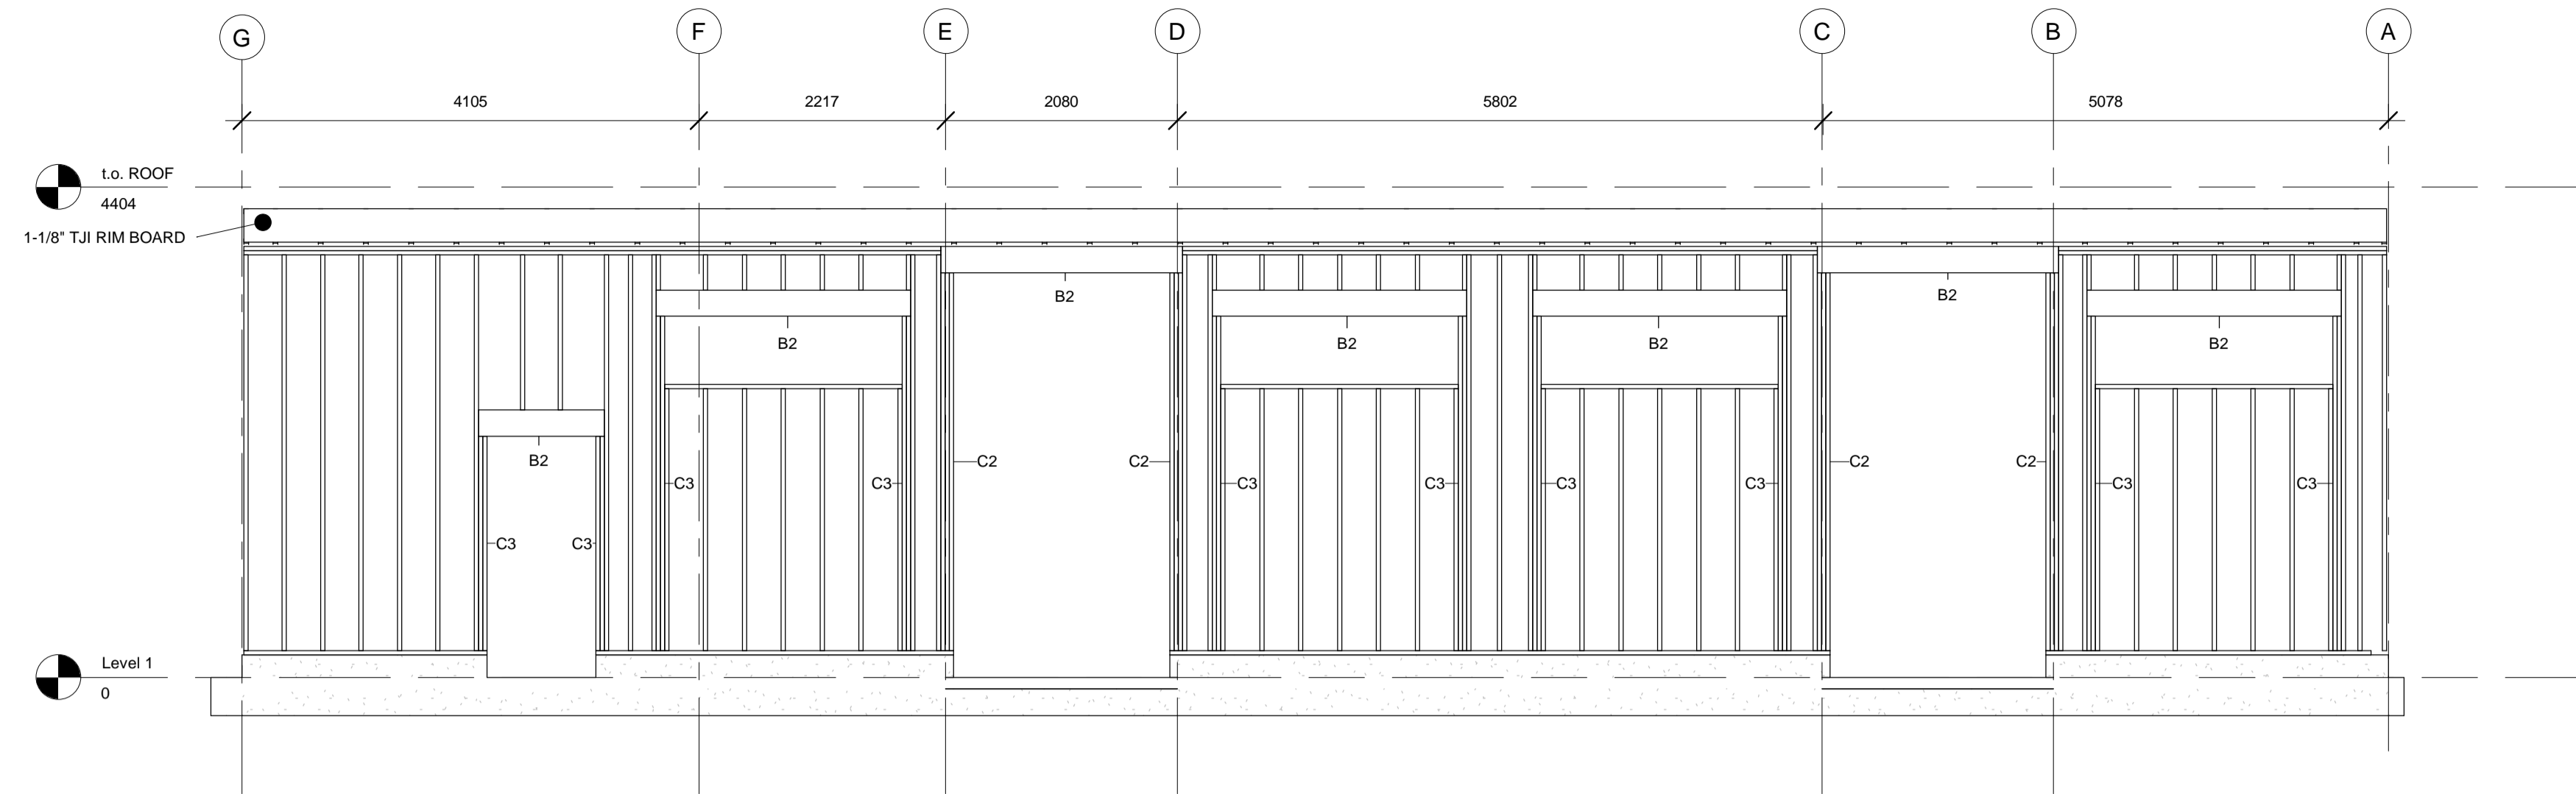 G
F
E
D
C
B
A
4105
2217
2080
5802
5078
t.o. ROOF
4404
1-1/8" TJI RIM BOARD
B2
B2
B2
B2
B2
B2
B2
C2
C2
C2
C2
C3
C3
C3
C3
C3
C3
C3
C3
C3
C3
Level 1
0